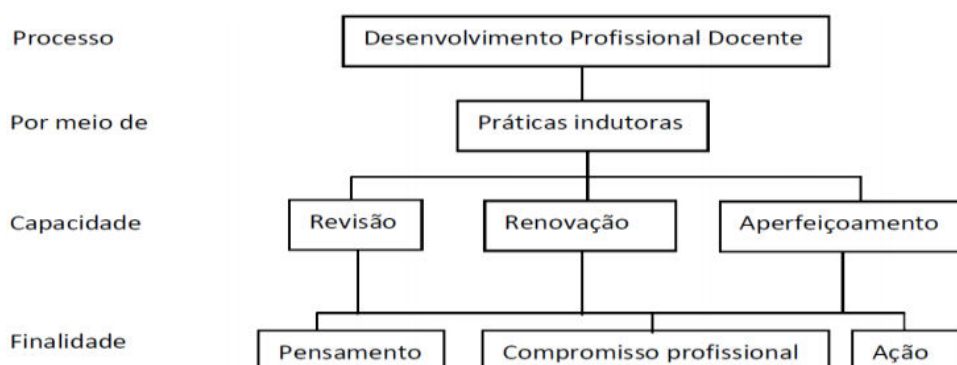 Processo
Desenvolvimento Profissional Docente
Por meio de
Práticas indutoras
Capacidade
Revisão
Renovação
Aperfeiçoamento
Finalidade
Pensamento
Compromisso profissional
Ação